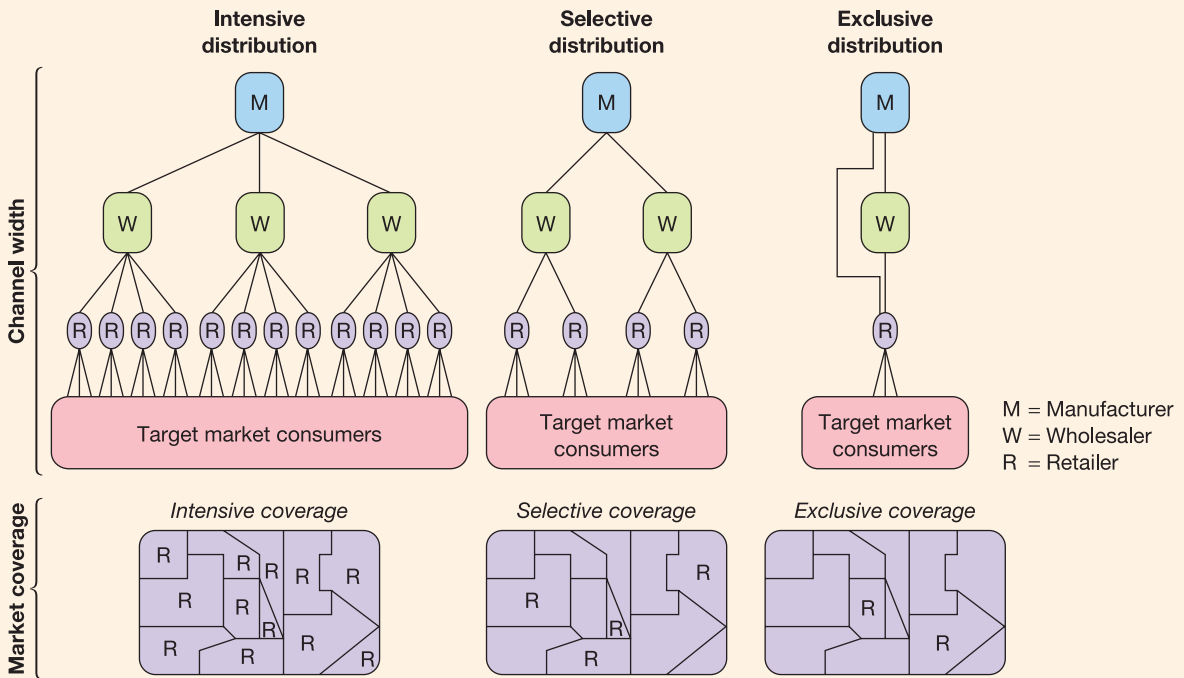 Intensive
distribution
Selective
distribution
Exclusive
distribution
Channel width
M
M
M
W
W
W
W
W
W
R R R R R R R R R R R R
R R R R
R
Target market consumers
Target market
consumers
Target market
consumers
M = Manufacturer
W = Wholesaler
R = Retailer
Market coverage
Intensive coverage
R
R
R
R
R
R
R
R
R
R
R
R
Selective coverage
R
R
R
R
Exclusive coverage
R
R